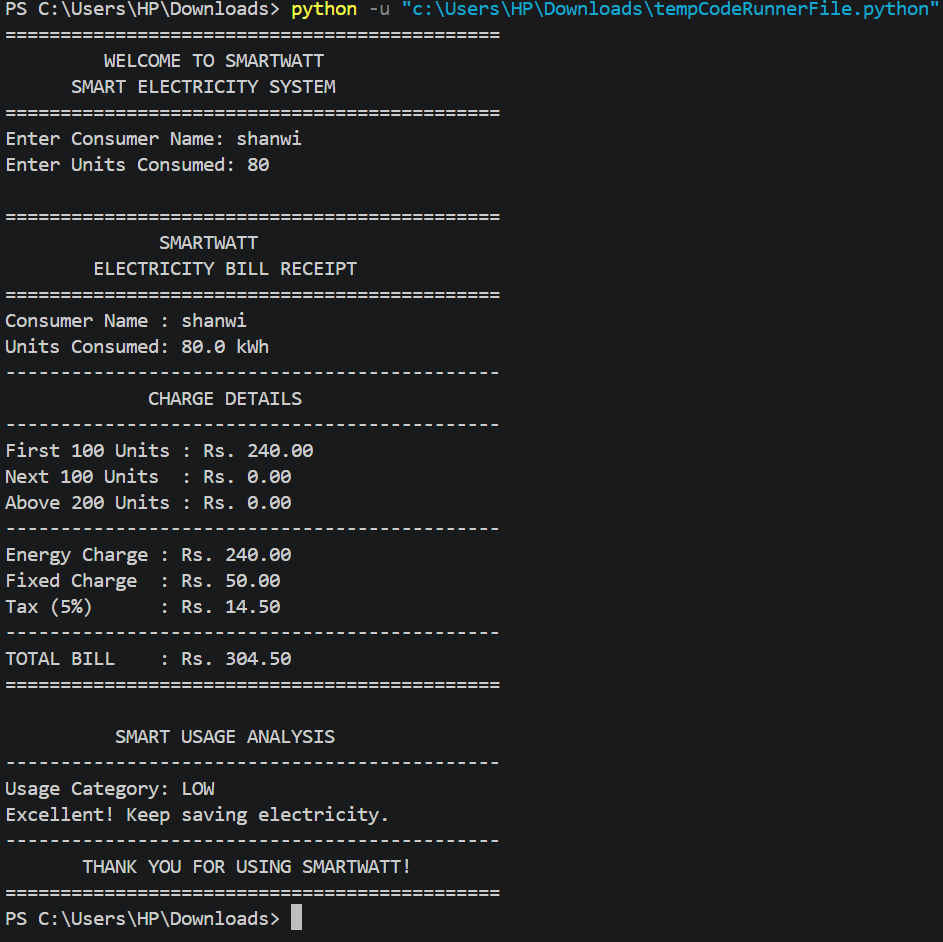 PS C:\Users\HP\Downloads> python -u "c:\Users\HP\Downloads\tempCodeRunnerFile.python"
=============================================
         WELCOME TO SMARTWATT
      SMART ELECTRICITY SYSTEM
=============================================
Enter Consumer Name: shanwi
Enter Units Consumed: 80

=============================================
              SMARTWATT
        ELECTRICITY BILL RECEIPT
=============================================
Consumer Name : shanwi
Units Consumed: 80.0 kWh
---------------------------------------------
             CHARGE DETAILS
---------------------------------------------
First 100 Units : Rs. 240.00
Next 100 Units  : Rs. 0.00
Above 200 Units : Rs. 0.00
---------------------------------------------
Energy Charge : Rs. 240.00
Fixed Charge  : Rs. 50.00
Tax (5%)      : Rs. 14.50
---------------------------------------------
TOTAL BILL    : Rs. 304.50
=============================================

          SMART USAGE ANALYSIS
---------------------------------------------
Usage Category: LOW
Excellent! Keep saving electricity.
---------------------------------------------
       THANK YOU FOR USING SMARTWATT!
=============================================
PS C:\Users\HP\Downloads>